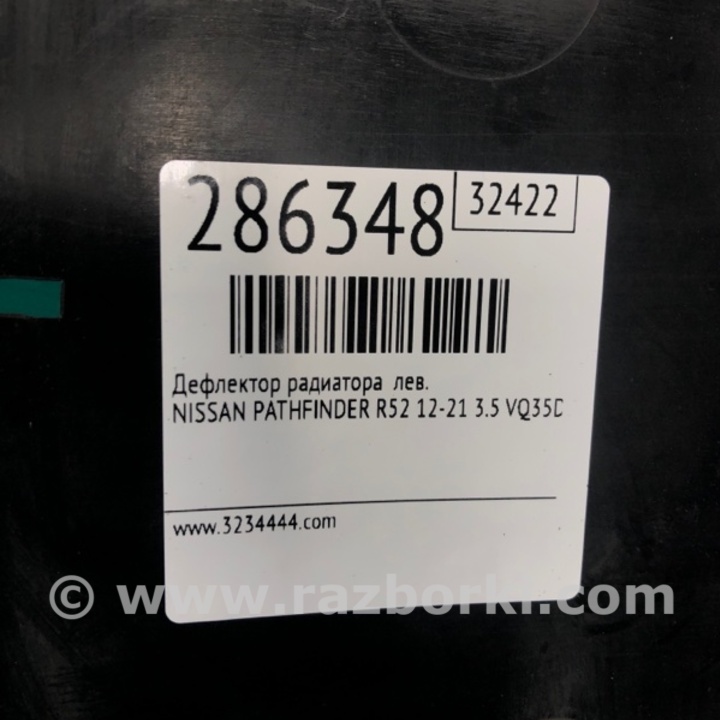 286348
32422
Дефлектор радиатора лев.
NISSAN PATHFINDER R52 12-21 3.5 VQ35D
www.3234444.com
© www.razborki.com